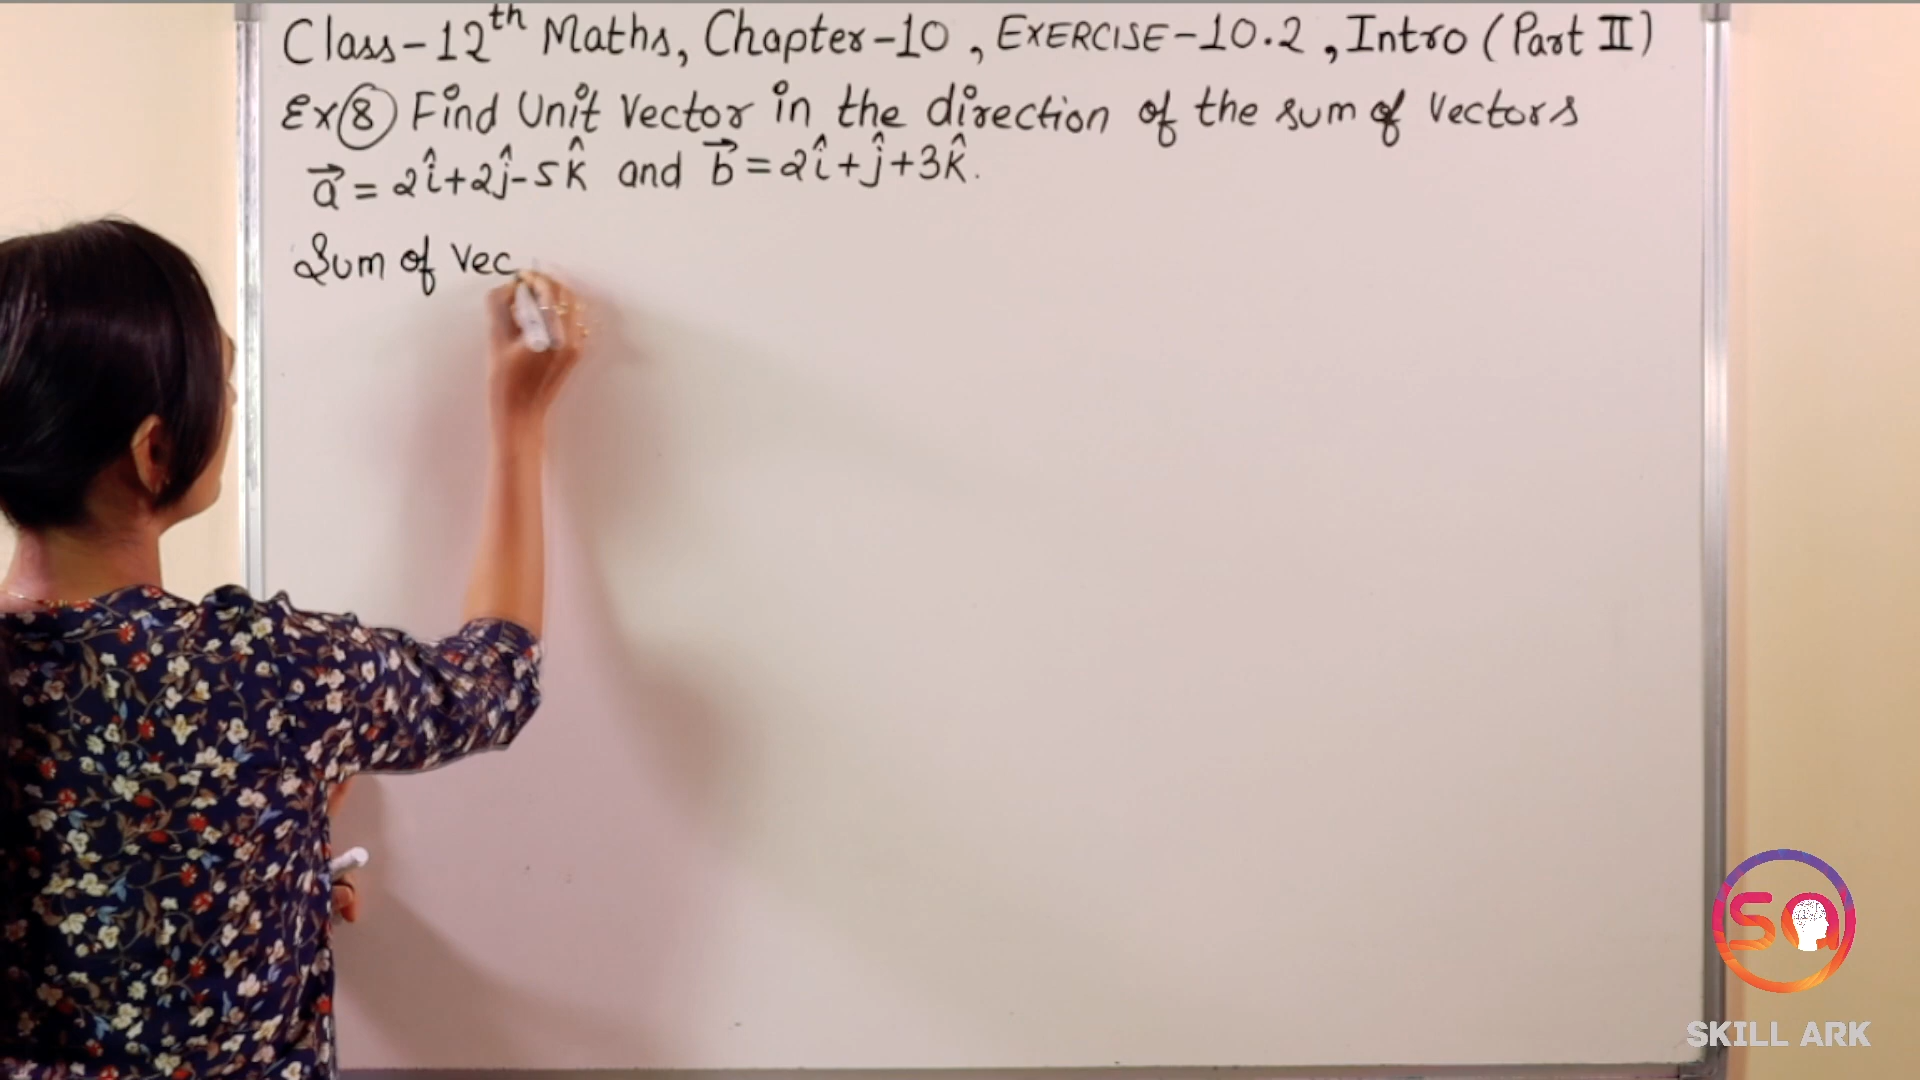 Class-12th Maths, Chapter-10, EXERCISE-10.2, Intro (Part II)
Ex 8 Find Unit Vector in the direction of the sum of vectors
a⃗ = 2î+2ĵ-5k̂ and b⃗ = 2î+ĵ+3k̂.
Sum of Vec
SA
SKILL ARK